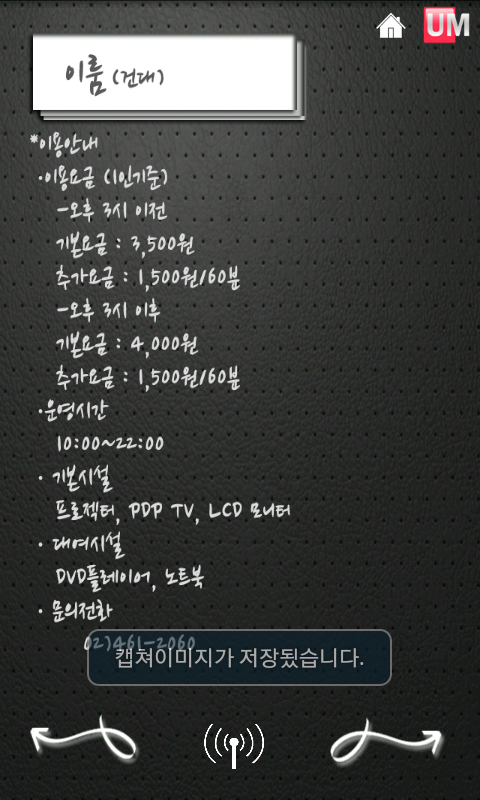 UM
이룸 (건대)
*이용안내
·이용요금 (1인기준)
-오후 3시 이전
기본요금 : 3,500원
추가요금 : 1,500원/60분
-오후 3시 이후
기본요금 : 4,000원
추가요금 : 1,500원/60분
·운영시간
10:00~22:00
· 기본시설
프로젝터, PDP TV, LCD 모니터
· 대여시설
DVD플레이어, 노트북
· 문의전화
02)461-2060
캡쳐이미지가 저장됬습니다.